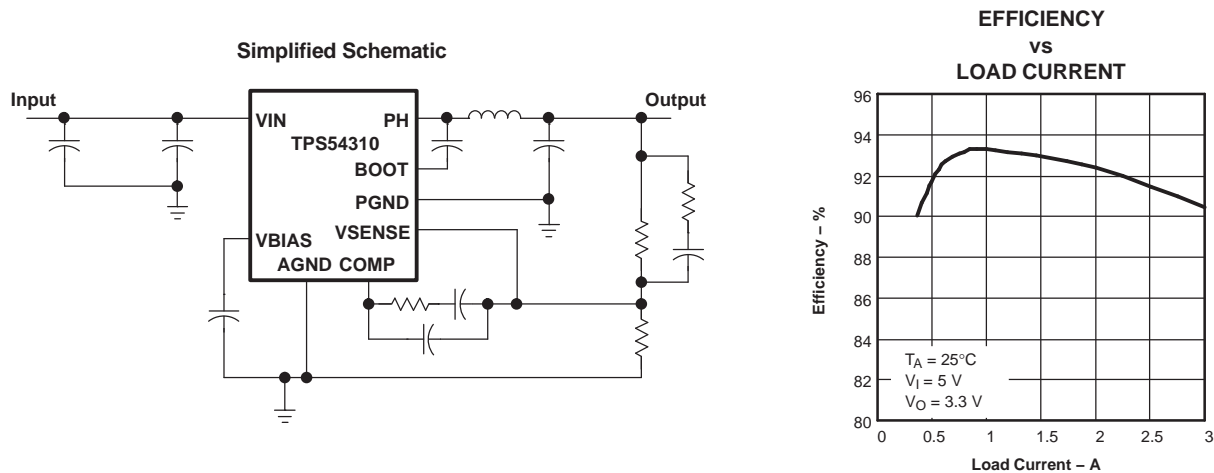 Simplified Schematic
Input
Output
VIN
PH
TPS54310
BOOT
PGND
VSENSE
VBIAS
AGND COMP
EFFICIENCY
vs
LOAD CURRENT
Efficiency – %
96
94
92
90
88
86
84
82
80
TA = 25°C
VI = 5 V
VO = 3.3 V
0 0.5 1 1.5 2 2.5 3
Load Current – A